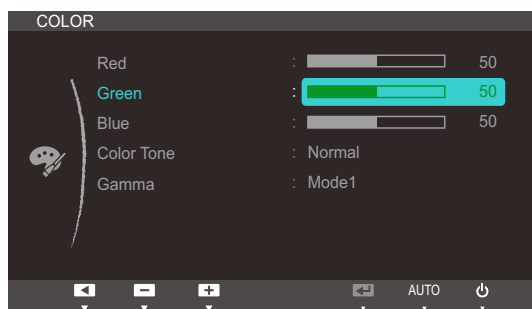 COLOR
Red : 50
Green : 50
Blue : 50
Color Tone : Normal
Gamma : Mode1
AUTO